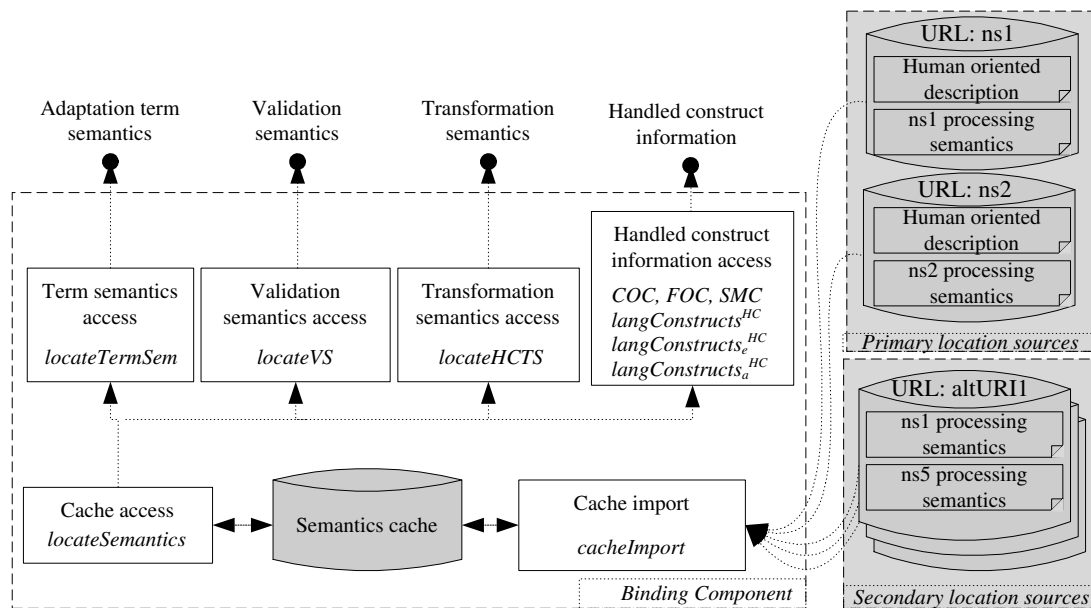 Adaptation term
semantics
Validation
semantics
Transformation
semantics
Handled construct
information
Term semantics
access
locateTermSem
Validation
semantics access
locateVS
Transformation
semantics access
locateHCTS
Handled construct
information access
COC, FOC, SMC
langConstructs^HC
langConstructs_e^HC
langConstructs_a^HC
Cache access
locateSemantics
Semantics cache
Cache import
cacheImport
Binding Component
URL: ns1
Human oriented
description
ns1 processing
semantics
URL: ns2
Human oriented
description
ns2 processing
semantics
Primary location sources
URL: altURI1
ns1 processing
semantics
ns5 processing
semantics
Secondary location sources